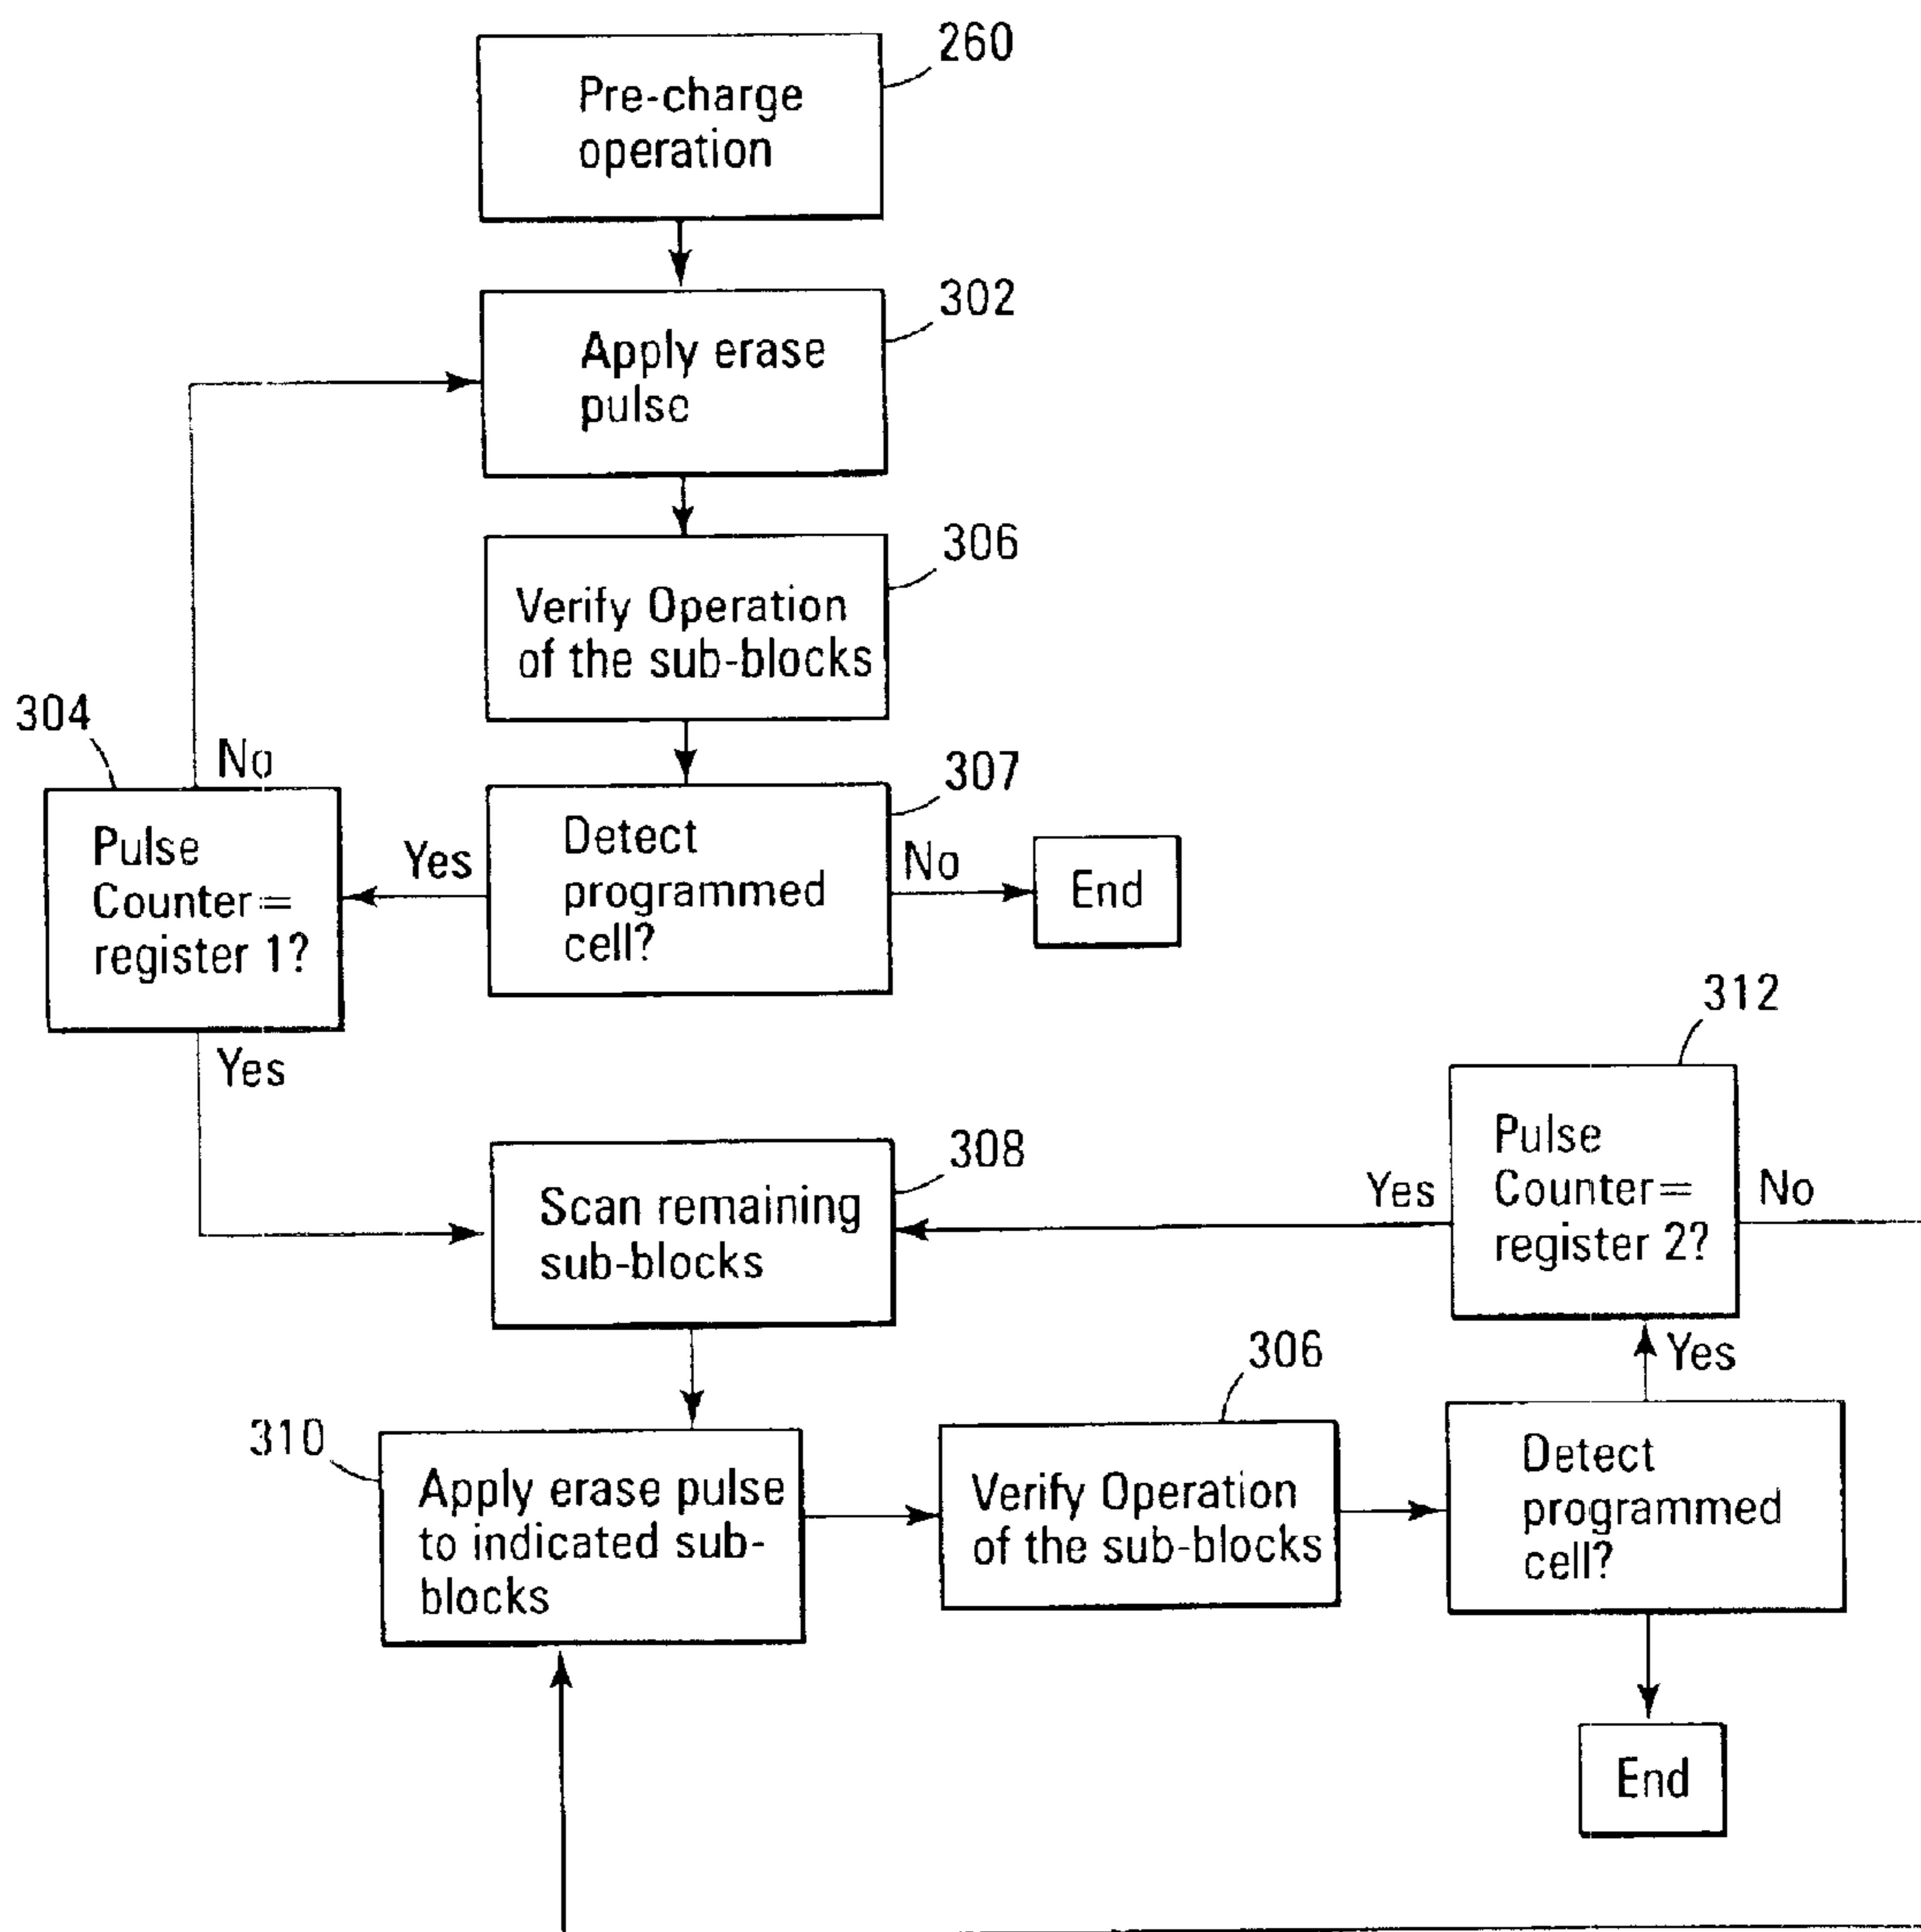 260
Pre-charge
operation
302
Apply erase
pulse
306
Verify Operation
of the sub-blocks
304
No
Pulse
Counter=
register 1?
Yes
307
Yes
Detect
programmed
cell?
No
End
308
Scan remaining
sub-blocks
312
Yes
Pulse
Counter=
register 2?
No
310
Apply erase pulse
to indicated sub-
blocks
306
Verify Operation
of the sub-blocks
Yes
Detect
programmed
cell?
End